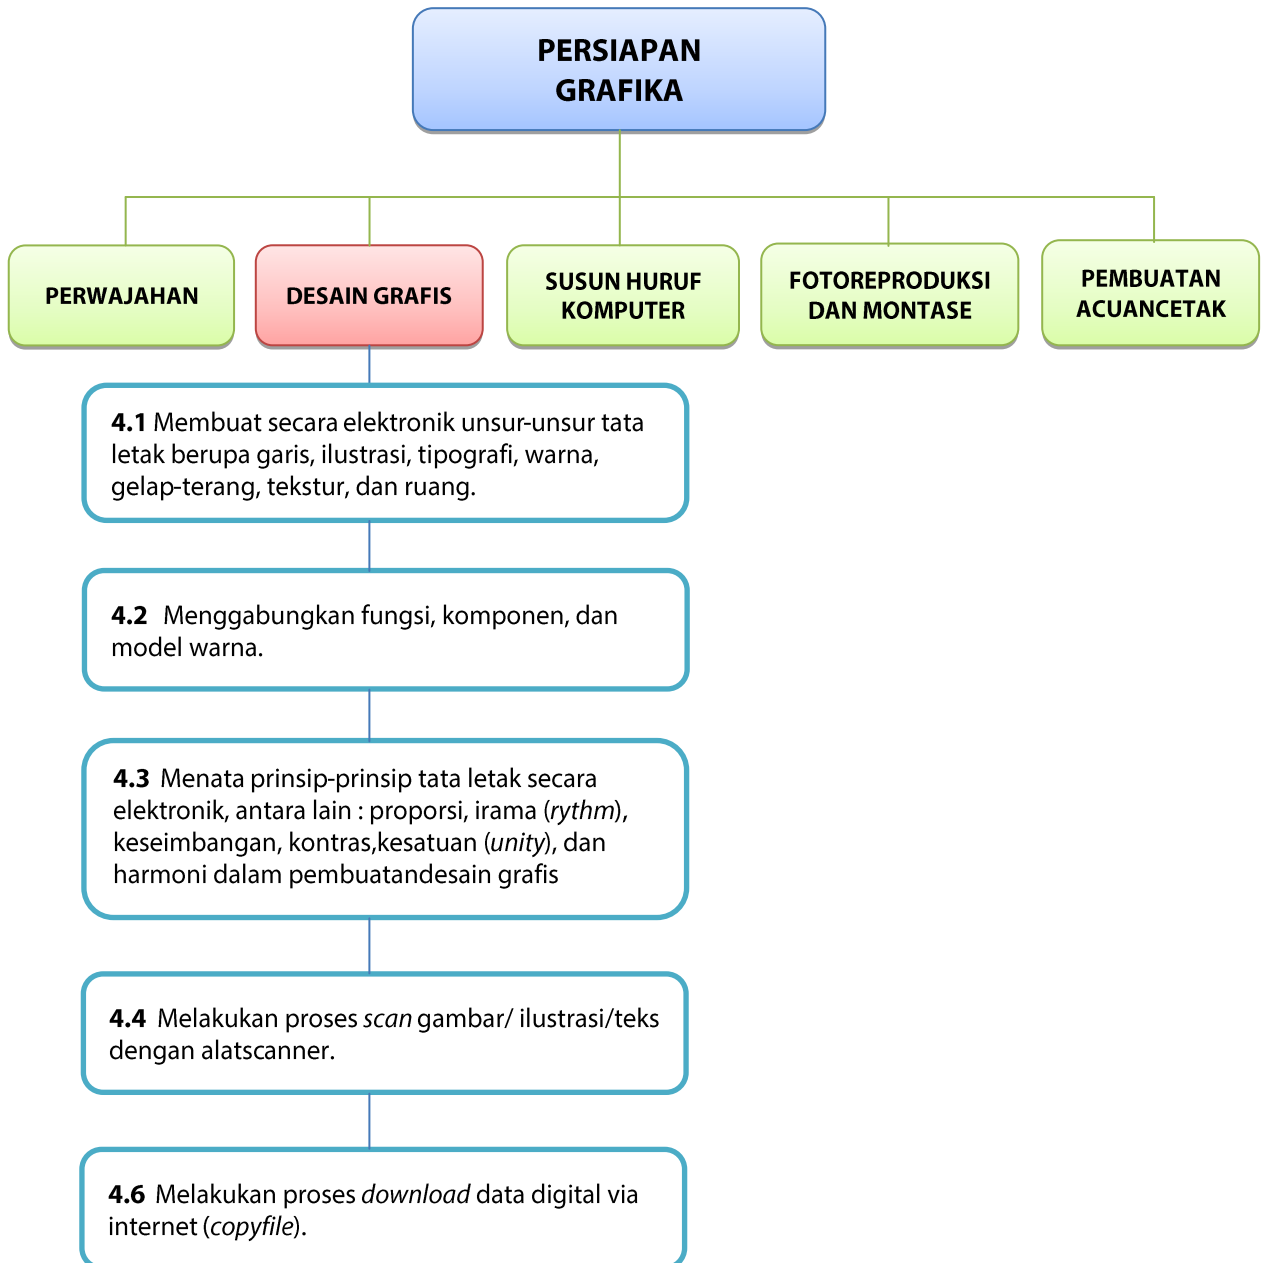 PERSIAPAN
GRAFIKA
PERWAJAHAN
DESAIN GRAFIS
SUSUN HURUF
KOMPUTER
FOTOREPRODUKSI
DAN MONTASE
PEMBUATAN
ACUANCETAK
4.1 Membuat secara elektronik unsur-unsur tata
letak berupa garis, ilustrasi, tipografi, warna,
gelap-terang, tekstur, dan ruang.
4.2 Menggabungkan fungsi, komponen, dan
model warna.
4.3 Menata prinsip-prinsip tata letak secara
elektronik, antara lain : proporsi, irama (rythm),
keseimbangan, kontras,kesatuan (unity), dan
harmoni dalam pembuatandesain grafis
4.4 Melakukan proses scan gambar/ ilustrasi/teks
dengan alatscanner.
4.6 Melakukan proses download data digital via
internet (copyfile).